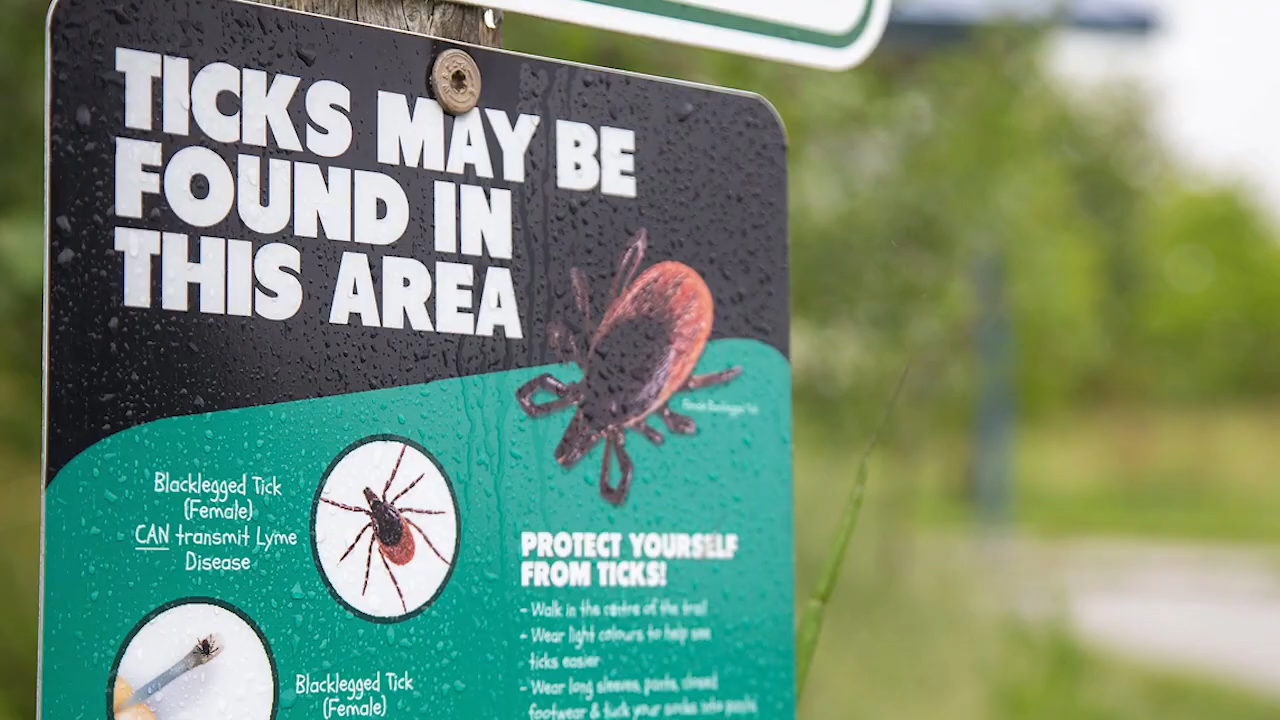 TICKS MAY BE
FOUND IN
THIS AREA
Blacklegged Tick
(Female)
CAN transmit Lyme
Disease
Blacklegged Tick
(Female)
PROTECT YOURSELF
FROM TICKS!
- Walk in the centre of the trail
- Wear light colours to help see
ticks easier
- Wear long sleeves, pants, closed
footwear & tuck your socks into pants